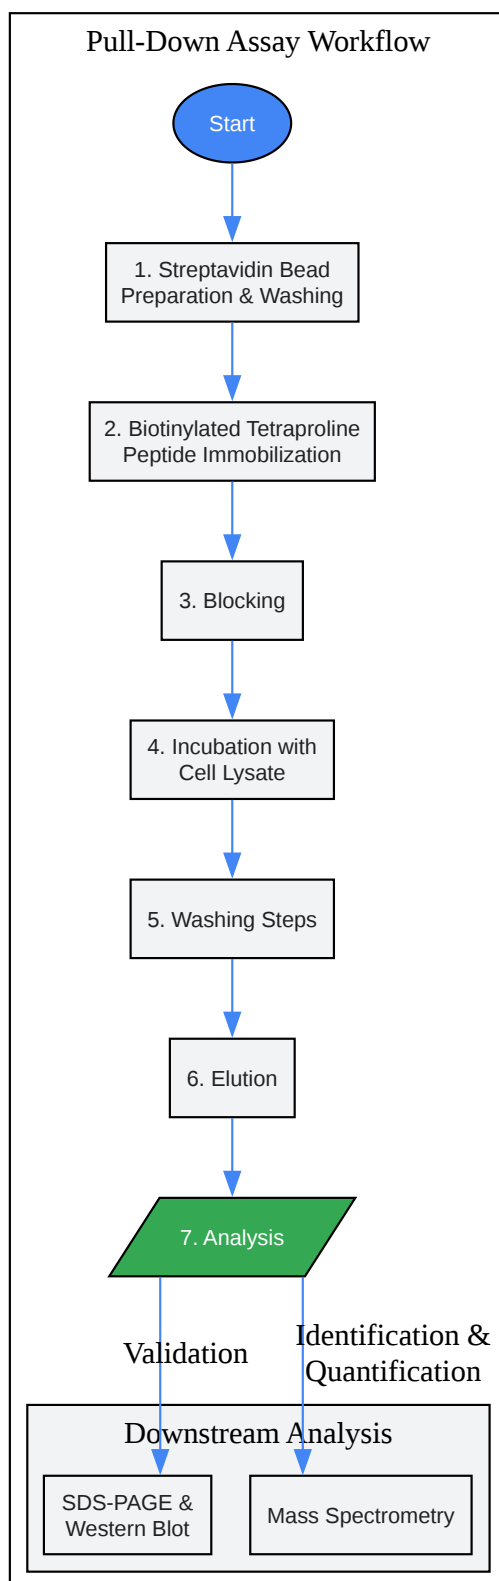 Pull-Down Assay Workflow
Start
1. Streptavidin Bead
Preparation & Washing
2. Biotinylated Tetraproline
Peptide Immobilization
3. Blocking
4. Incubation with
Cell Lysate
5. Washing Steps
6. Elution
7. Analysis
Validation
Identification &
Quantification
Downstream Analysis
SDS-PAGE &
Western Blot
Mass Spectrometry